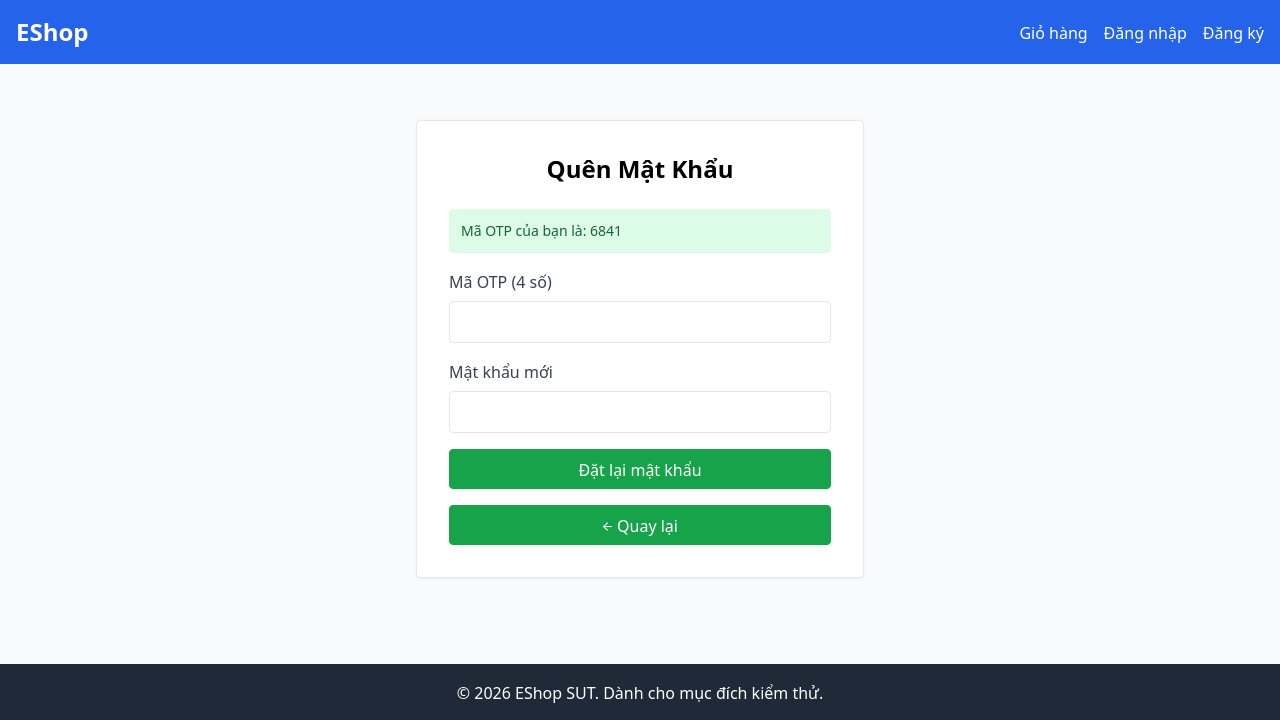 EShop
Giỏ hàng
Đăng nhập
Đăng ký
Quên Mật Khẩu
Mã OTP của bạn là: 6841
Mã OTP (4 số)
Mật khẩu mới
Đặt lại mật khẩu
← Quay lại
© 2026 EShop SUT. Dành cho mục đích kiểm thử.